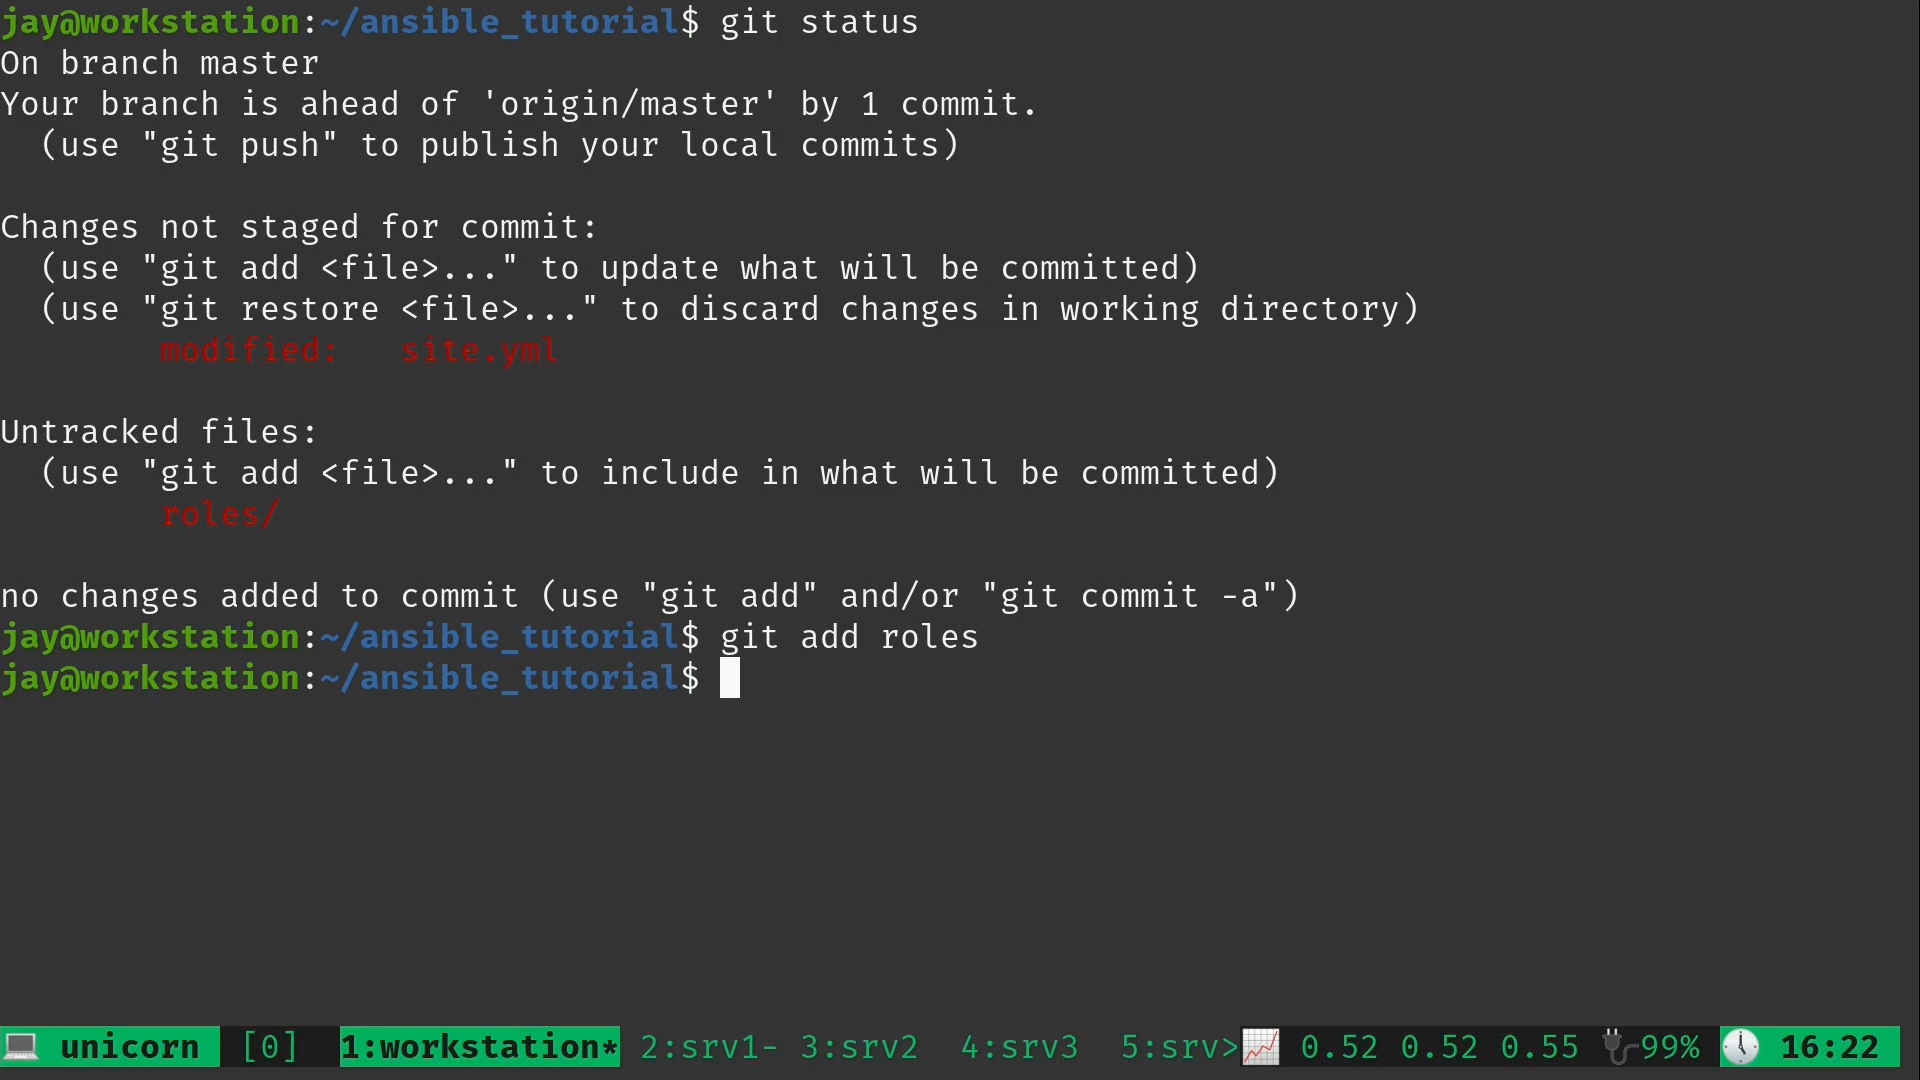 jay@workstation:~/ansible_tutorial$ git status
On branch master
Your branch is ahead of 'origin/master' by 1 commit.
  (use "git push" to publish your local commits)

Changes not staged for commit:
  (use "git add <file>..." to update what will be committed)
  (use "git restore <file>..." to discard changes in working directory)
        modified:   site.yml

Untracked files:
  (use "git add <file>..." to include in what will be committed)
        roles/

no changes added to commit (use "git add" and/or "git commit -a")
jay@workstation:~/ansible_tutorial$ git add roles
jay@workstation:~/ansible_tutorial$
unicorn [0] 1:workstation* 2:srv1- 3:srv2 4:srv3 5:srv> 0.52 0.52 0.55 99% 16:22